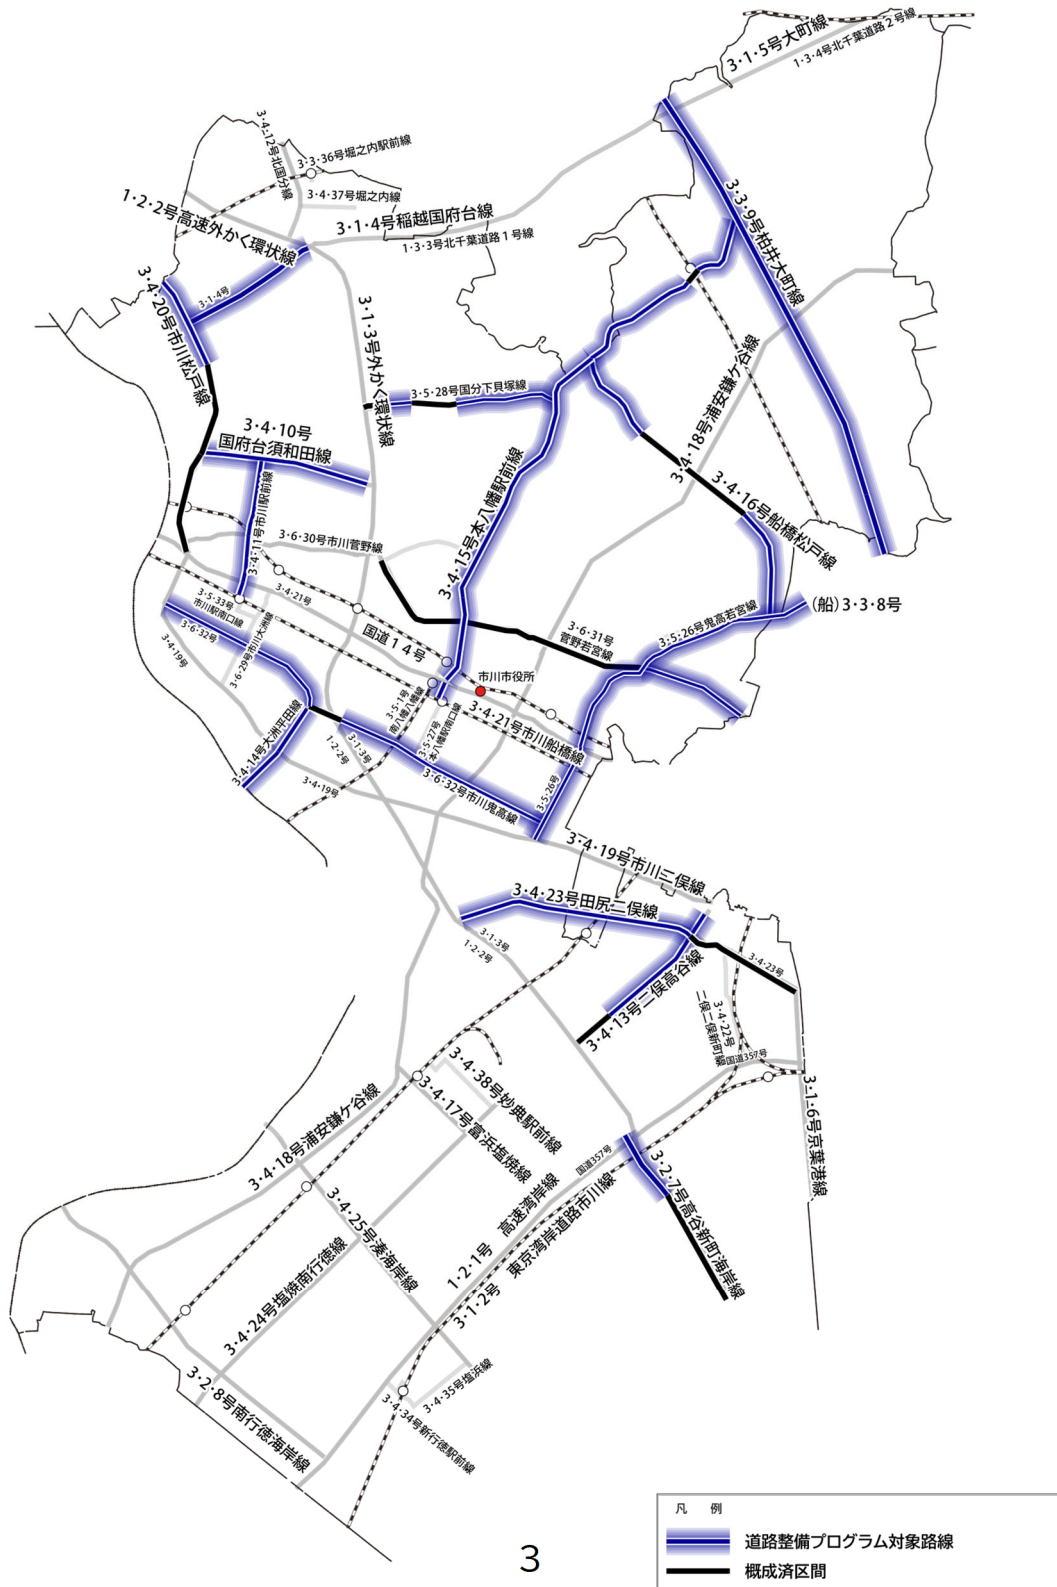 3・1・5号大町線
1・3・4号北千葉道路2号線
3・4・12号北国分線
3・3・36号堀之内駅前線
3・4・37号堀之内線
1・2・2号高速外かく環状線
3・1・4号稲越国府台線
1・3・3号北千葉道路1号線
3・3・9号柏井大町線
3・1・4号
3・4・20号市川松戸線
3・1・3号外かく環状線
3・5・28号国分下貝塚線
3・4・18号浦安鎌ケ谷線
3・4・10号
国府台須和田線
3・4・15号本八幡駅前線
3・4・16号船橋松戸線
3・4・11号市川駅前線
3・6・30号市川菅野線
3・4・21号
3・5・33号
市川駅南口線
3・6・32号
3・4・19号
3・6・29号市川大洲線
国道14号
3・6・31号
菅野若宮線
3・5・26号鬼高若宮線
(船)3・3・8号
市川市役所
3・5・1号
南八幡八幡線
3・5・27号
本八幡駅南口線
3・4・21号市川船橋線
3・4・14号大洲平田線
3・1・3号
1・2・2号
3・4・19号
3・6・32号市川鬼高線
3・5・26号
3・4・19号市川二俣線
3・4・23号田尻二俣線
3・1・3号
1・2・2号
3・4・23号
3・4・13号二俣高谷線
3・4・22号
二俣二俣新町線
国道357号
3・1・6号京葉港線
3・4・38号妙典駅前線
3・4・17号富浜塩焼線
3・4・18号浦安鎌ケ谷線
国道357号
3・2・7号高谷新町海岸線
3・4・25号湊海岸線
1・2・1号 高速湾岸線
3・1・2号 東京湾岸道路市川線
3・4・24号塩焼南行徳線
3・2・8号南行徳海岸線
3・4・35号塩浜線
3・4・34号新行徳駅前線
凡 例
道路整備プログラム対象路線
概成済区間
3